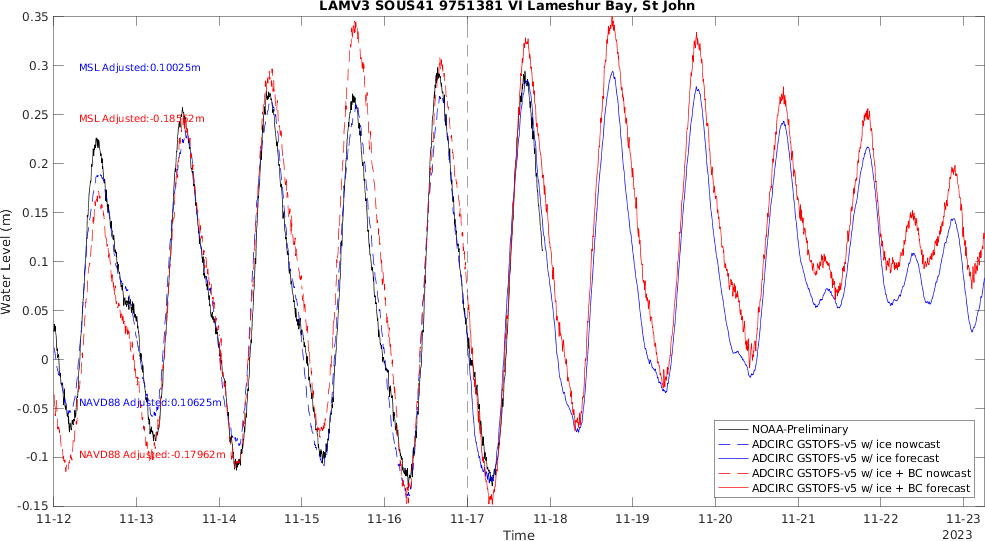 LAMV3 SOUS41 9751381 VI Lameshur Bay, St John
0.35
0.3
0.25
0.2
0.15
0.1
0.05
0
-0.05
-0.1
-0.15
Water Level (m)
MSL Adjusted:0.10025m
MSL Adjusted:-0.18552m
NAVD88 Adjusted:0.10625m
NAVD88 Adjusted:-0.17962m
NOAA-Preliminary
ADCIRC GSTOFS-v5 w/ ice nowcast
ADCIRC GSTOFS-v5 w/ ice forecast
ADCIRC GSTOFS-v5 w/ ice + BC nowcast
ADCIRC GSTOFS-v5 w/ ice + BC forecast
11-12 11-13 11-14 11-15 11-16 11-17 11-18 11-19 11-20 11-21 11-22 11-23
Time
2023